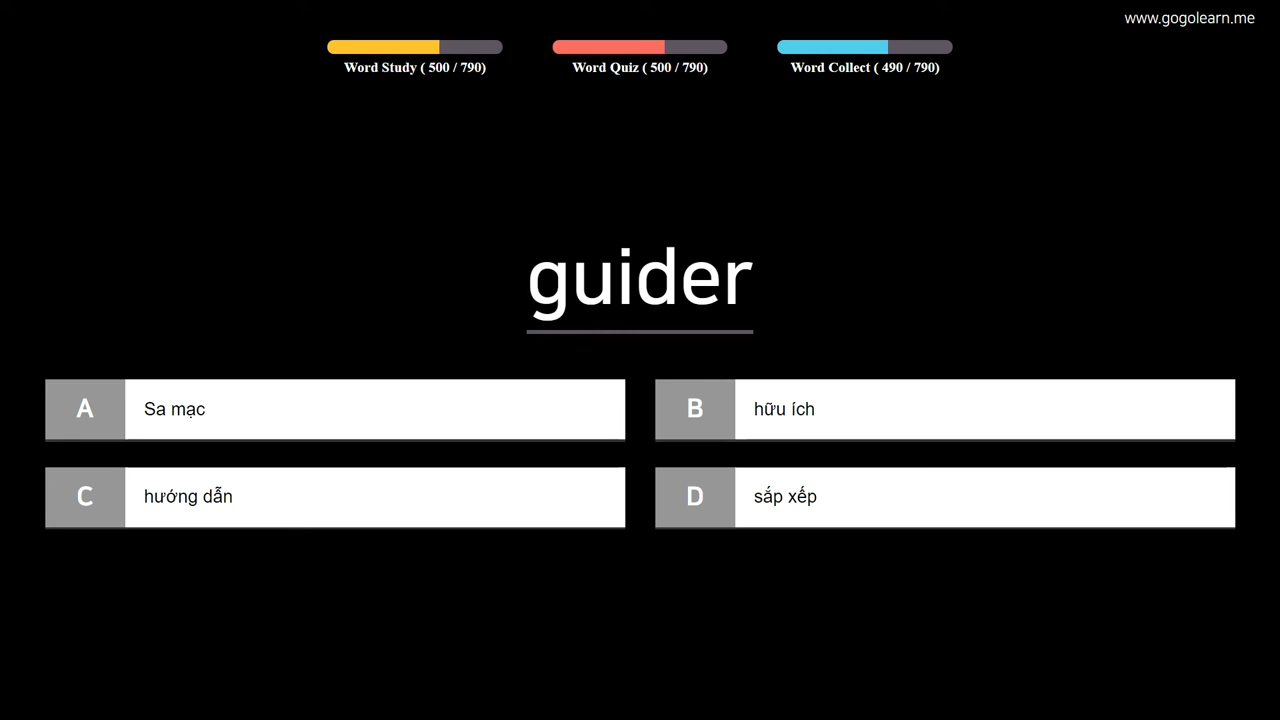 www.gogolearn.me
Word Study ( 500 / 790)
Word Quiz ( 500 / 790)
Word Collect ( 490 / 790)
guider
A Sa mạc
B hữu ích
C hướng dẫn
D sắp xếp